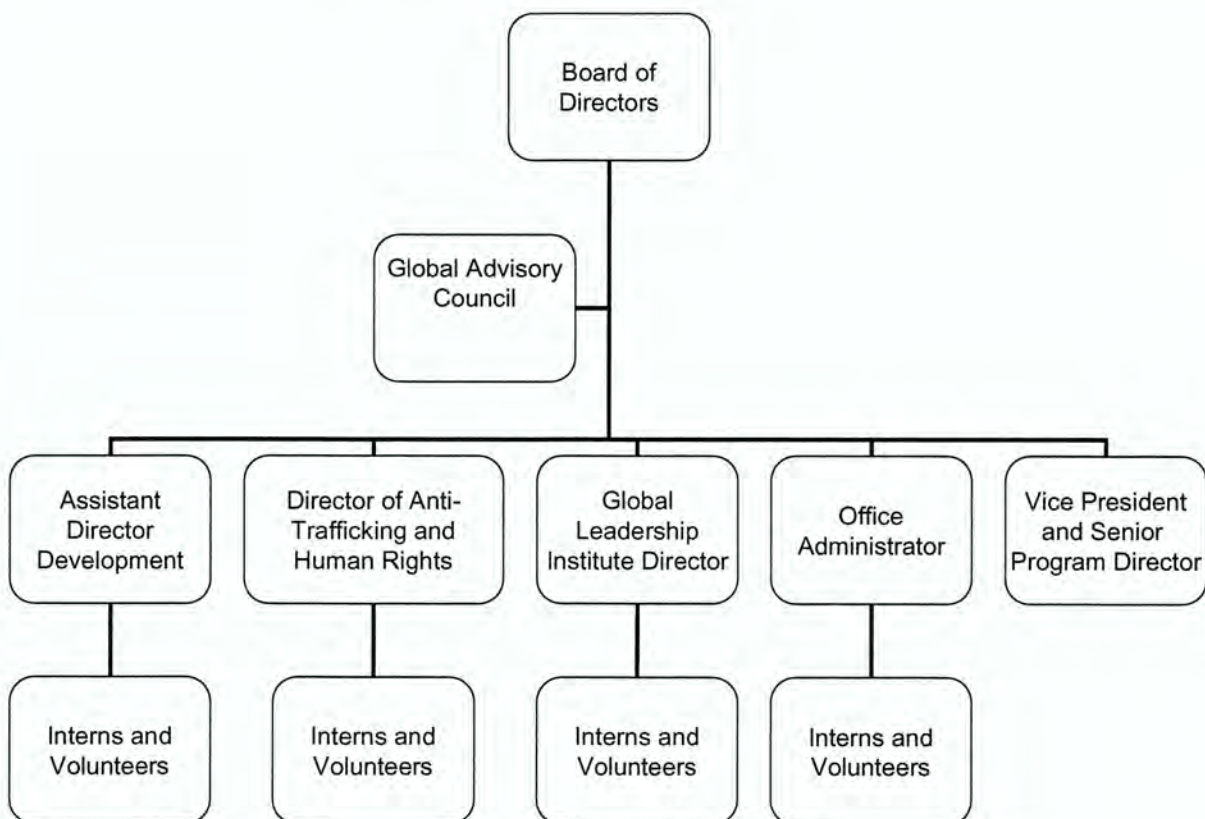 Board of
Directors
Global Advisory
Council
Assistant
Director
Development
Director of Anti-
Trafficking and
Human Rights
Global
Leadership
Institute Director
Office
Administrator
Vice President
and Senior
Program Director
Interns and
Volunteers
Interns and
Volunteers
Interns and
Volunteers
Interns and
Volunteers